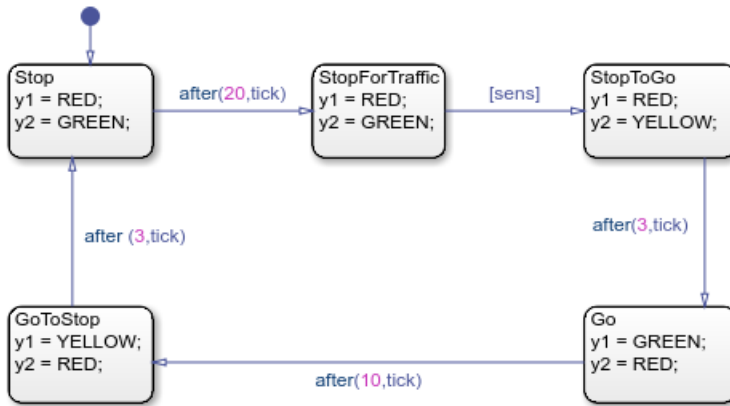 Stop
y1 = RED;
y2 = GREEN;
after(20,tick)
StopForTraffic
y1 = RED;
y2 = GREEN;
[sens]
StopToGo
y1 = RED;
y2 = YELLOW;
after (3,tick)
after(3,tick)
GoToStop
y1 = YELLOW;
y2 = RED;
after(10,tick)
Go
y1 = GREEN;
y2 = RED;